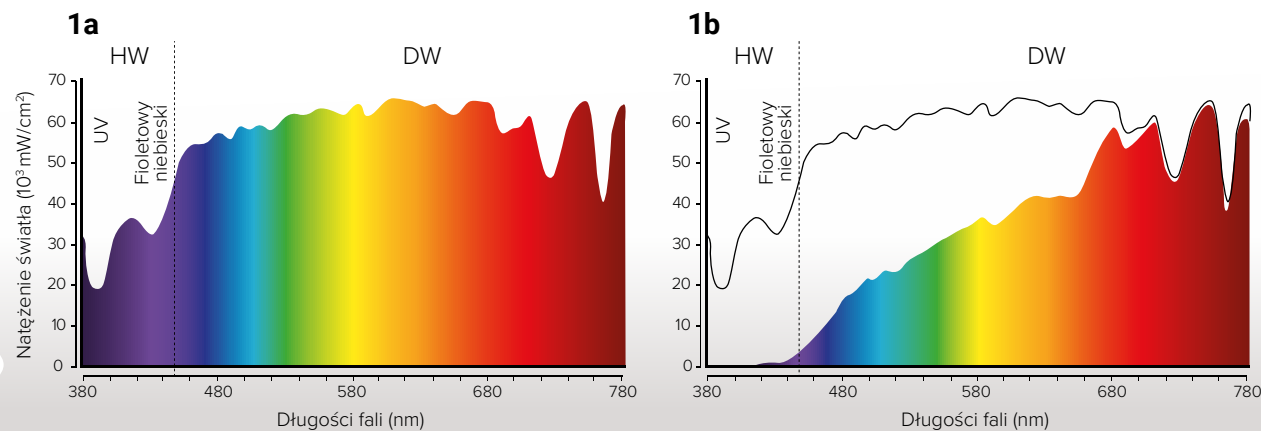 1a
HW
DW
Natężenie światła (10³ mW/cm²)
70
60
50
40
30
20
10
0
UV
Fioletowy
niebieski
380
480
580
680
780
Długości fali (nm)
1b
HW
DW
70
60
50
40
30
20
10
0
UV
Fioletowy
niebieski
380
480
580
680
780
Długości fali (nm)